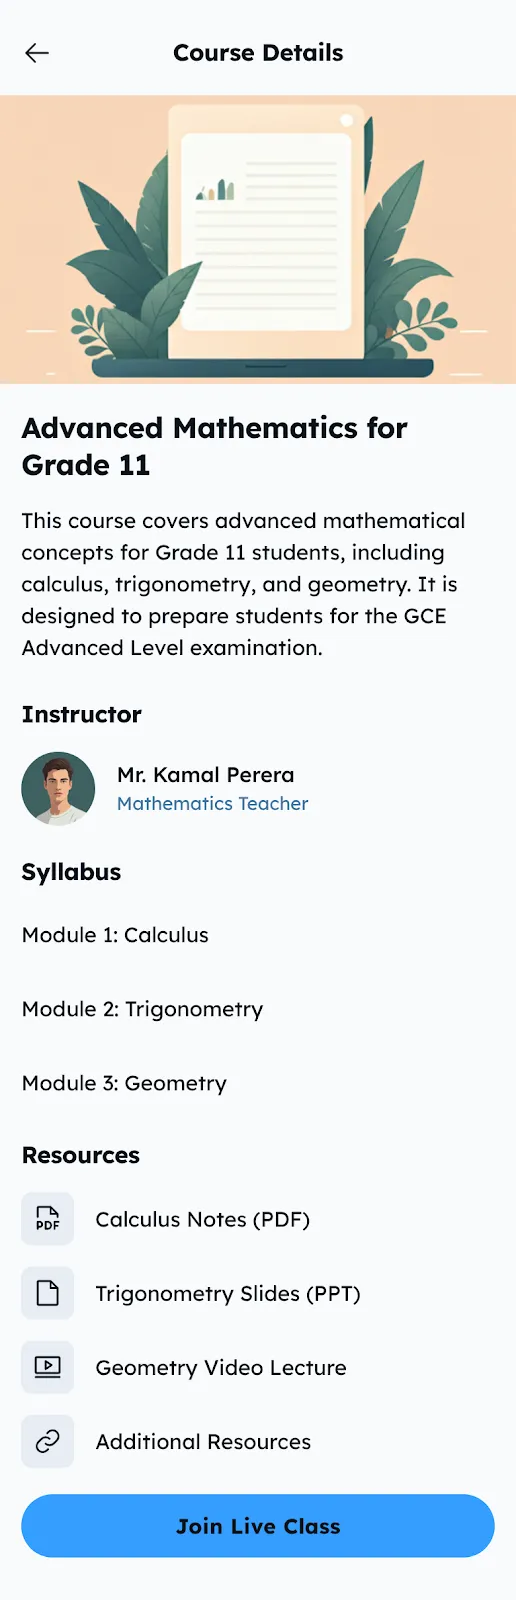 Course Details
Advanced Mathematics for
Grade 11
This course covers advanced mathematical
concepts for Grade 11 students, including
calculus, trigonometry, and geometry. It is
designed to prepare students for the GCE
Advanced Level examination.
Instructor
Mr. Kamal Perera
Mathematics Teacher
Syllabus
Module 1: Calculus
Module 2: Trigonometry
Module 3: Geometry
Resources
PDF
Calculus Notes (PDF)
Trigonometry Slides (PPT)
Geometry Video Lecture
Additional Resources
Join Live Class